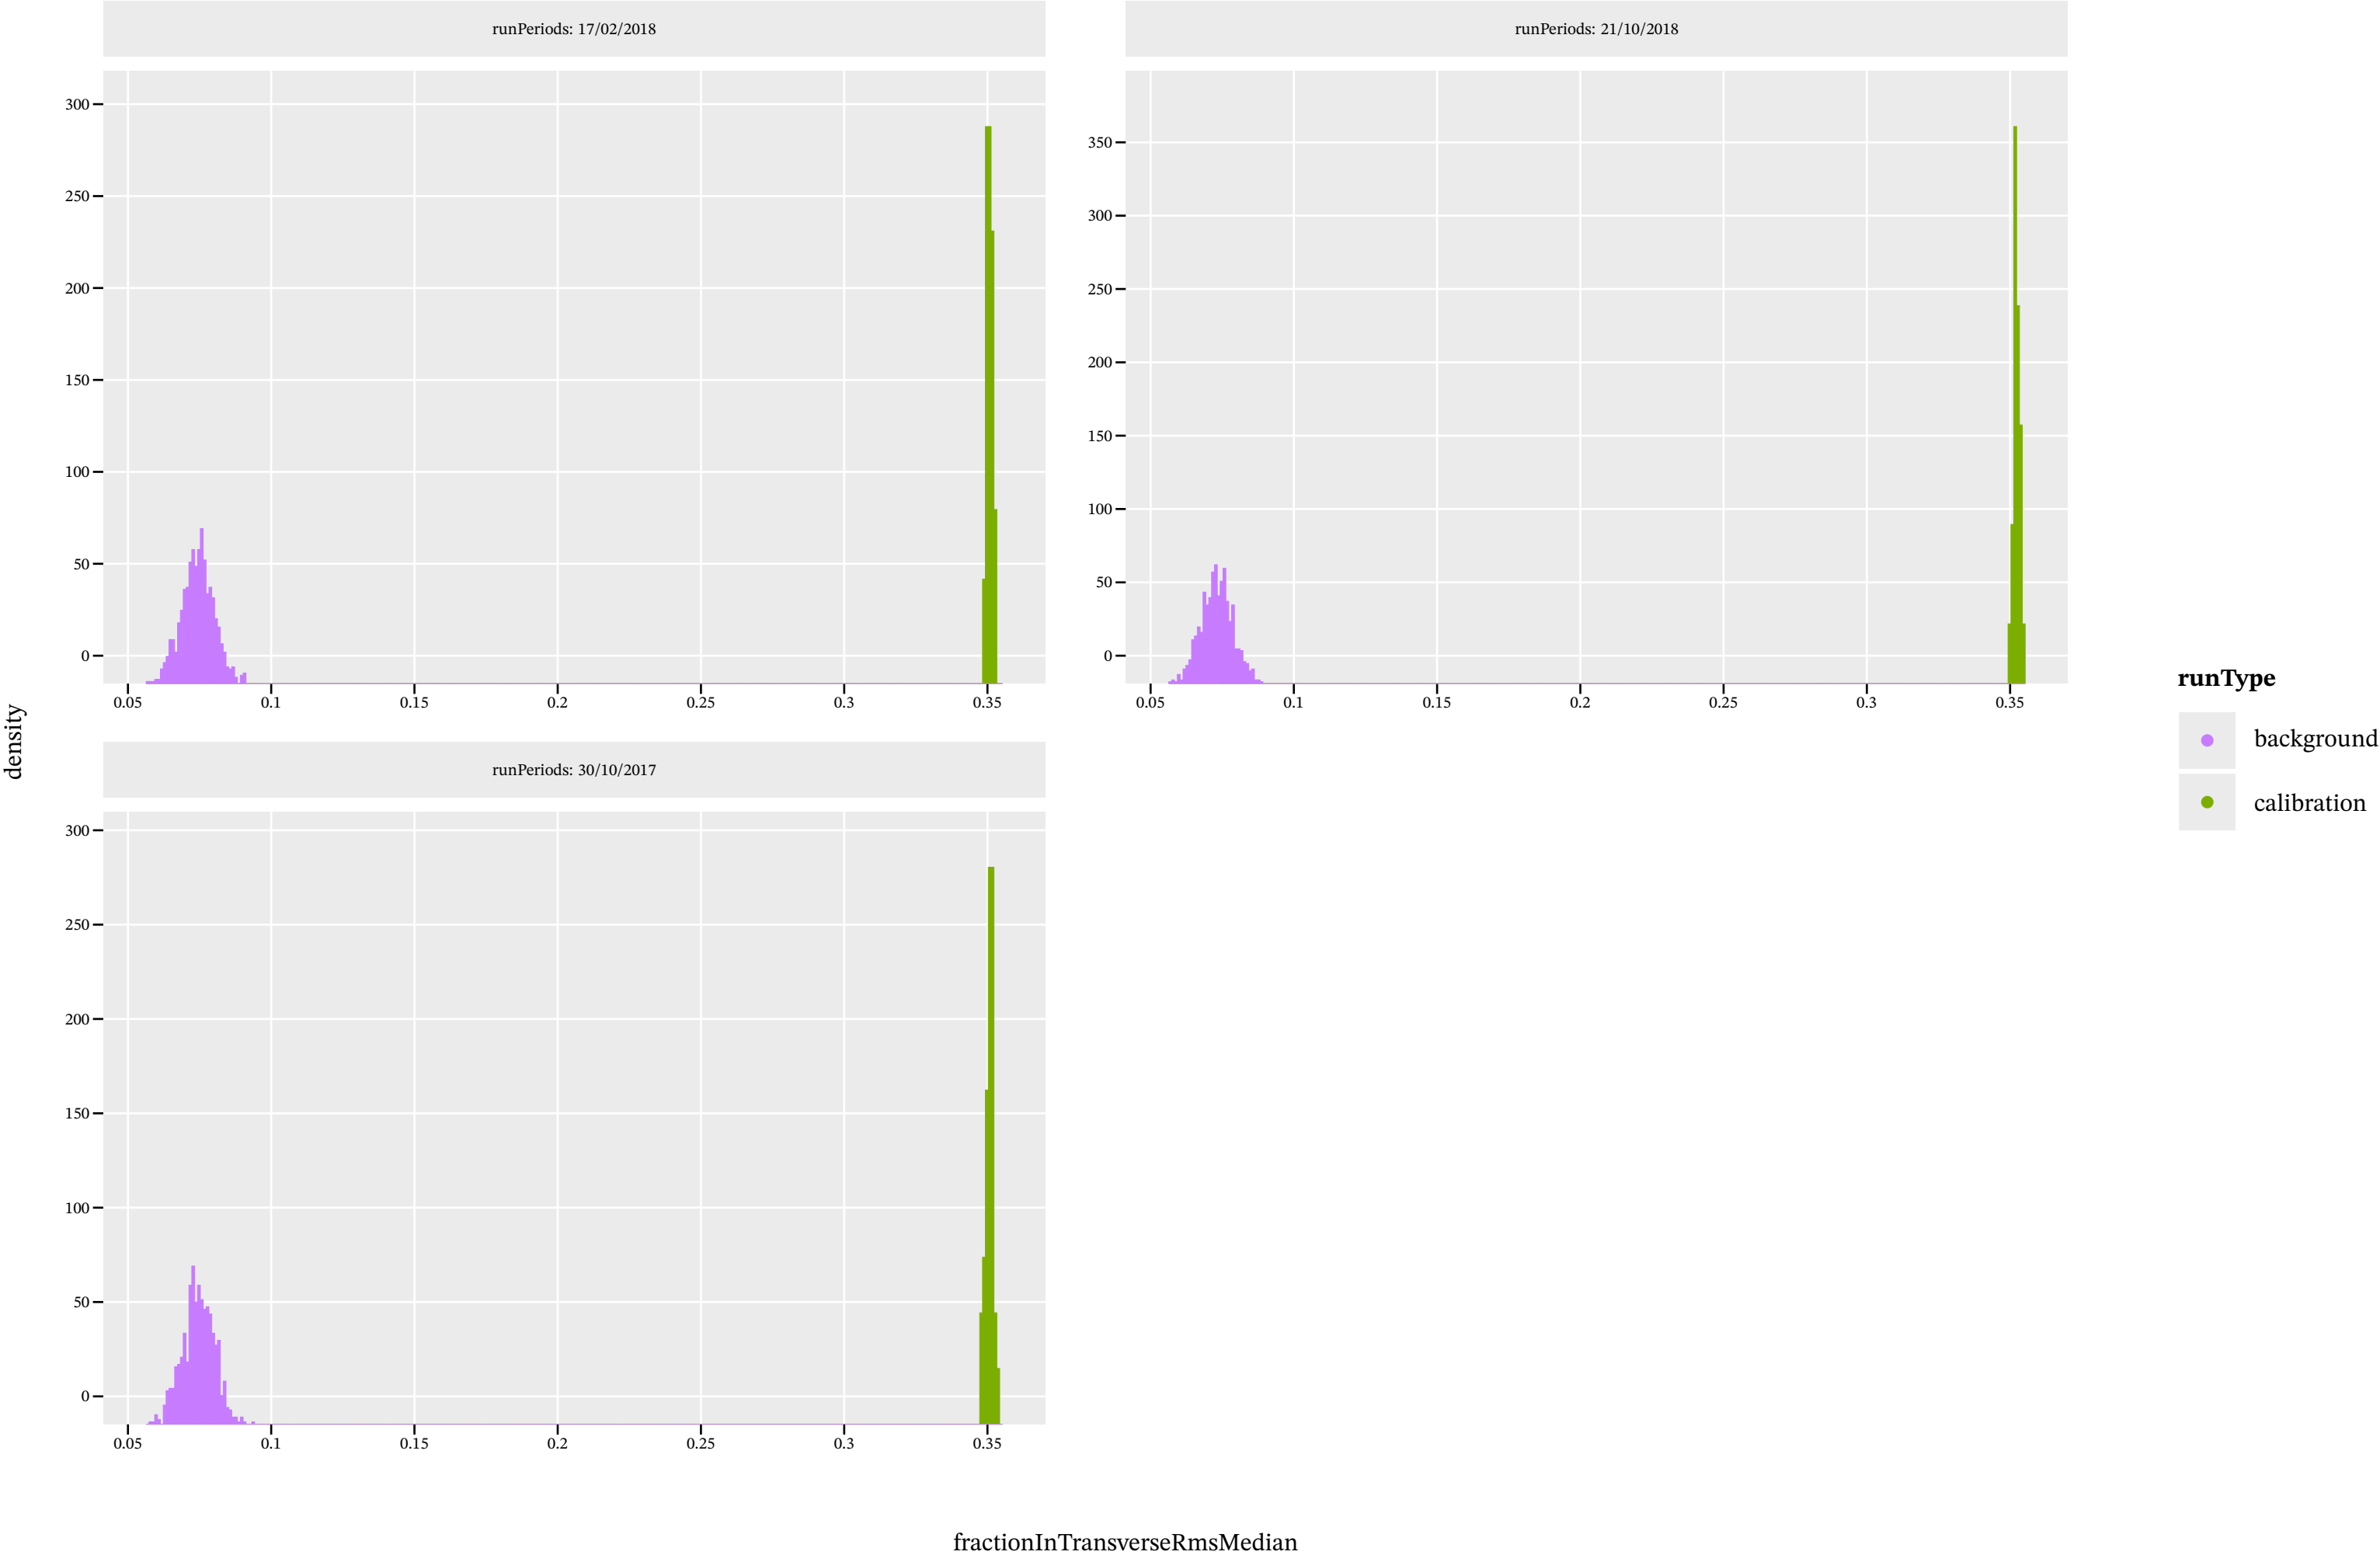 runPeriods: 17/02/2018
300
250
200
150
100
50
0
0.05 0.1 0.15 0.2 0.25 0.3 0.35
runPeriods: 21/10/2018
350
300
250
200
150
100
50
0
0.05 0.1 0.15 0.2 0.25 0.3 0.35
runPeriods: 30/10/2017
300
250
200
150
100
50
0
0.05 0.1 0.15 0.2 0.25 0.3 0.35
density
fractionInTransverseRmsMedian
runType
background
calibration